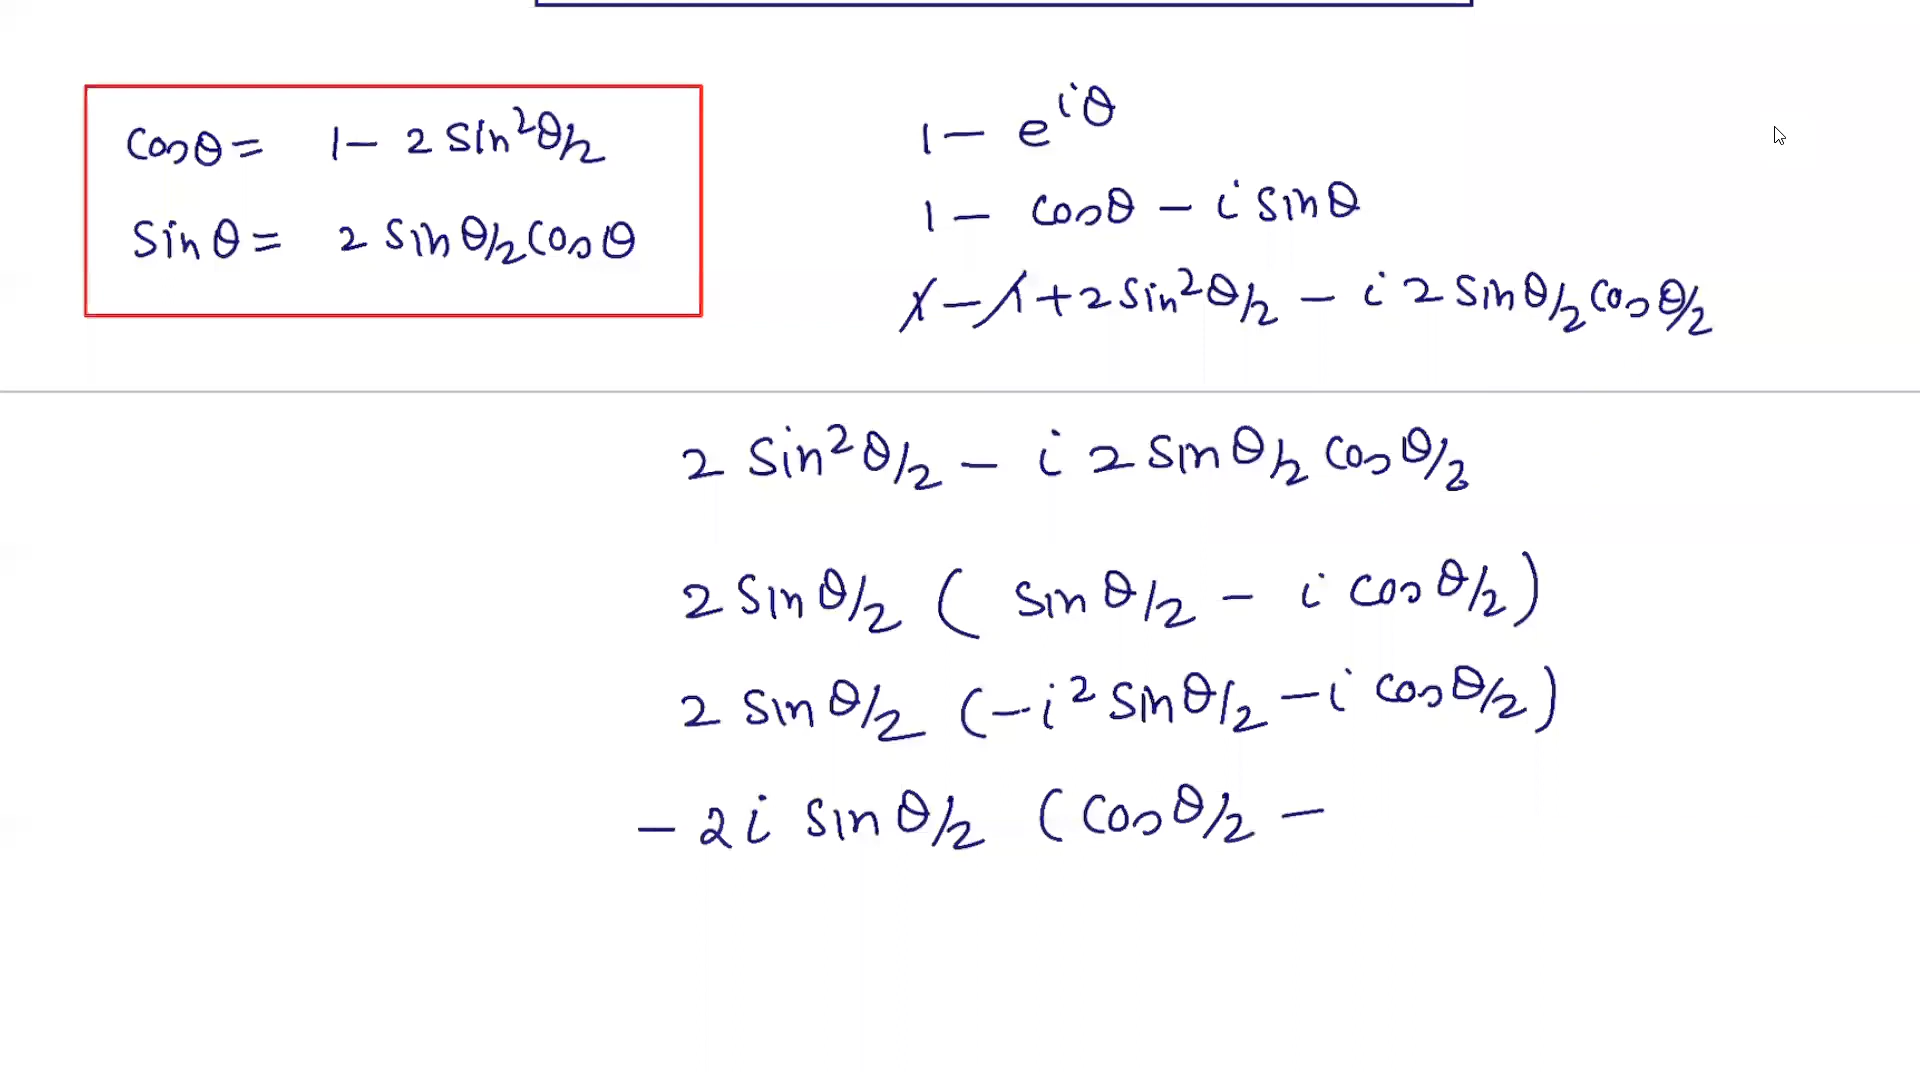 cosθ = 1 - 2 sin²θ/2
sinθ = 2 sinθ/2 cosθ
1 - e^{iθ}
1 - cosθ - i sinθ
1 - 1 + 2 sin²θ/2 - i 2 sinθ/2 cosθ/2
2 sin²θ/2 - i 2 sinθ/2 cosθ/2
2 sinθ/2 ( sinθ/2 - i cosθ/2)
2 sinθ/2 (-i² sinθ/2 - i cosθ/2)
- 2i sinθ/2 (cosθ/2 -